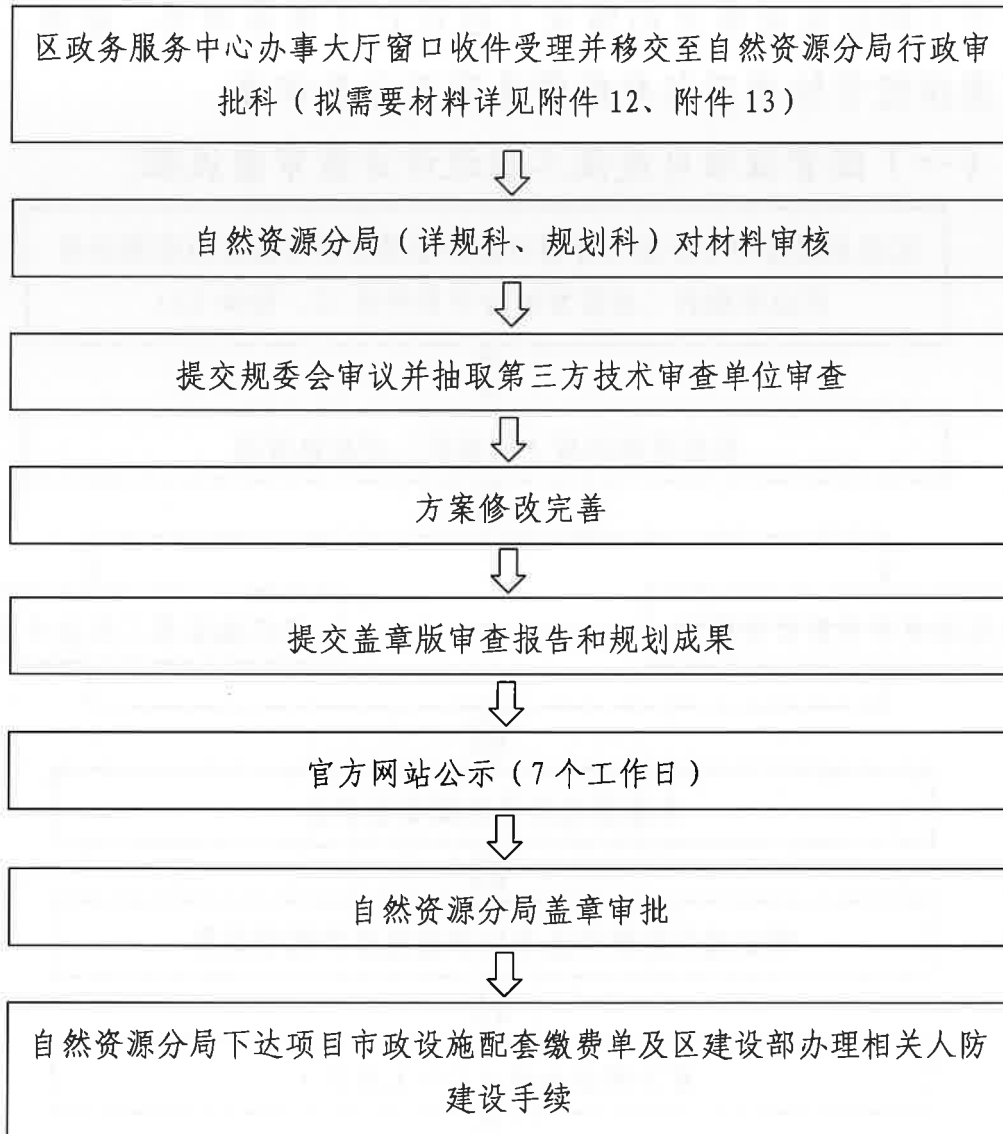 区政务服务中心办事大厅窗口收件受理并移交至自然资源分局行政审
批科（拟需要材料详见附件12、附件13）
自然资源分局（详规科、规划科）对材料审核
提交规委会审议并抽取第三方技术审查单位审查
方案修改完善
提交盖章版审查报告和规划成果
官方网站公示（7个工作日）
自然资源分局盖章审批
自然资源分局下达项目市政设施配套缴费单及区建设部办理相关人防
建设手续